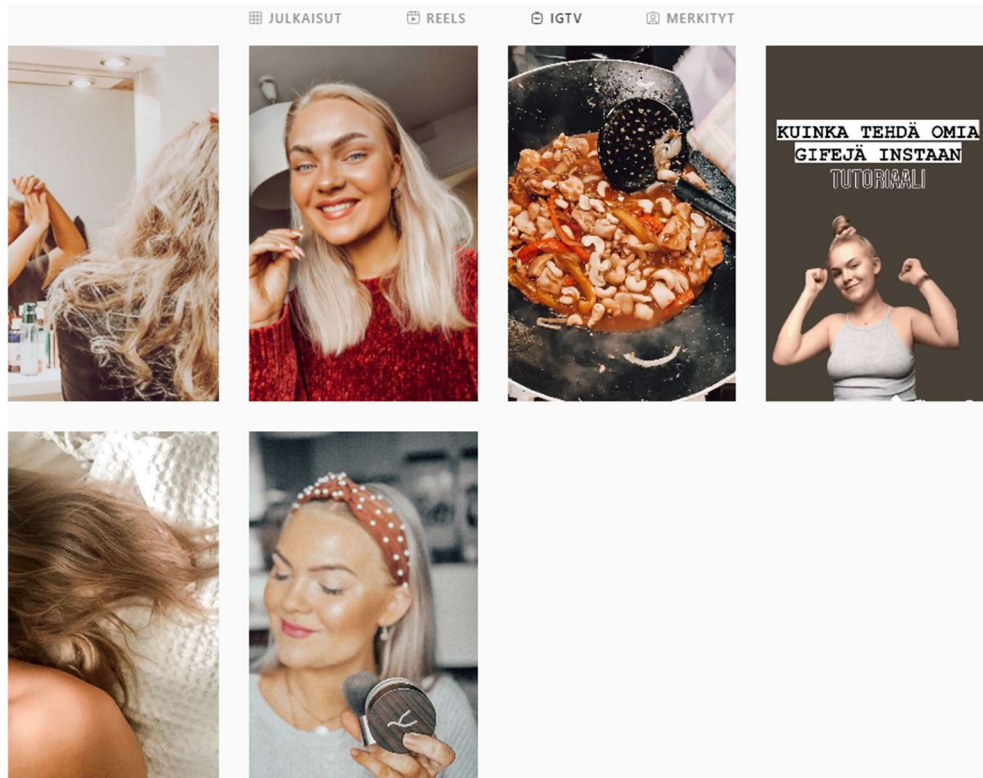 JULKAISUT
REELS
IGTV
MERKITYT
KUINKA TEHDÄ OMIA
GIFEJÄ INSTAAN
TUTORIAALI